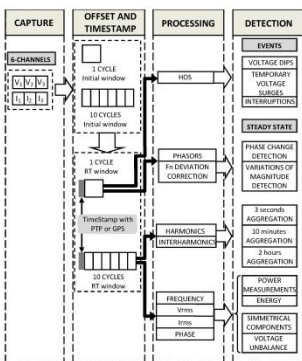 CAPTURE
OFFSET AND
TIMESTAMP
PROCESSING
DETECTION
6-CHANNELS
V1 V2 V3
I1 I2 I3
1 CYCLE
Initial window
10 CYCLES
Initial window
1 CYCLE
RT window
TimeStamp with
PTP or GPS
10 CYCLES
RT window
HOS
PHASORS
Fn DEVIATION
CORRECTION
HARMONICS
INTERHARMONICS
FREQUENCY
Vrms
Irms
PHASE
EVENTS
VOLTAGE DIPS
TEMPORARY
VOLTAGE
SURGES
INTERRUPTIONS
STEADY STATE
PHASE CHANGE
DETECTION
VARIATIONS OF
MAGNITUDE
DETECTION
3 seconds
AGGREGATION
10 minutes
AGGREGATION
2 hours
AGGREGATION
POWER
MEASUREMENTS
ENERGY
SIMMETRICAL
COMPONENTS
VOLTAGE
UNBALANCE